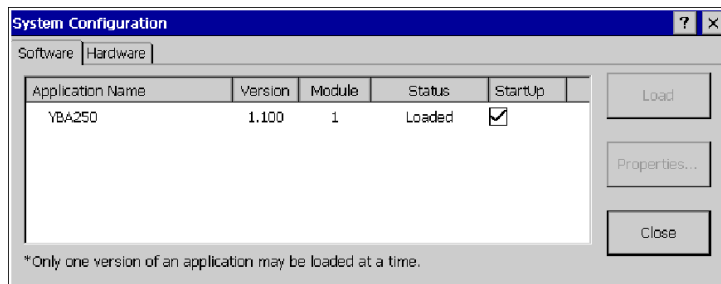 System Configuration ? ×
Software Hardware
Application Name Version Module Status StartUp
YBA250 1.100 1 Loaded
Load
Properties...
Close
*Only one version of an application may be loaded at a time.